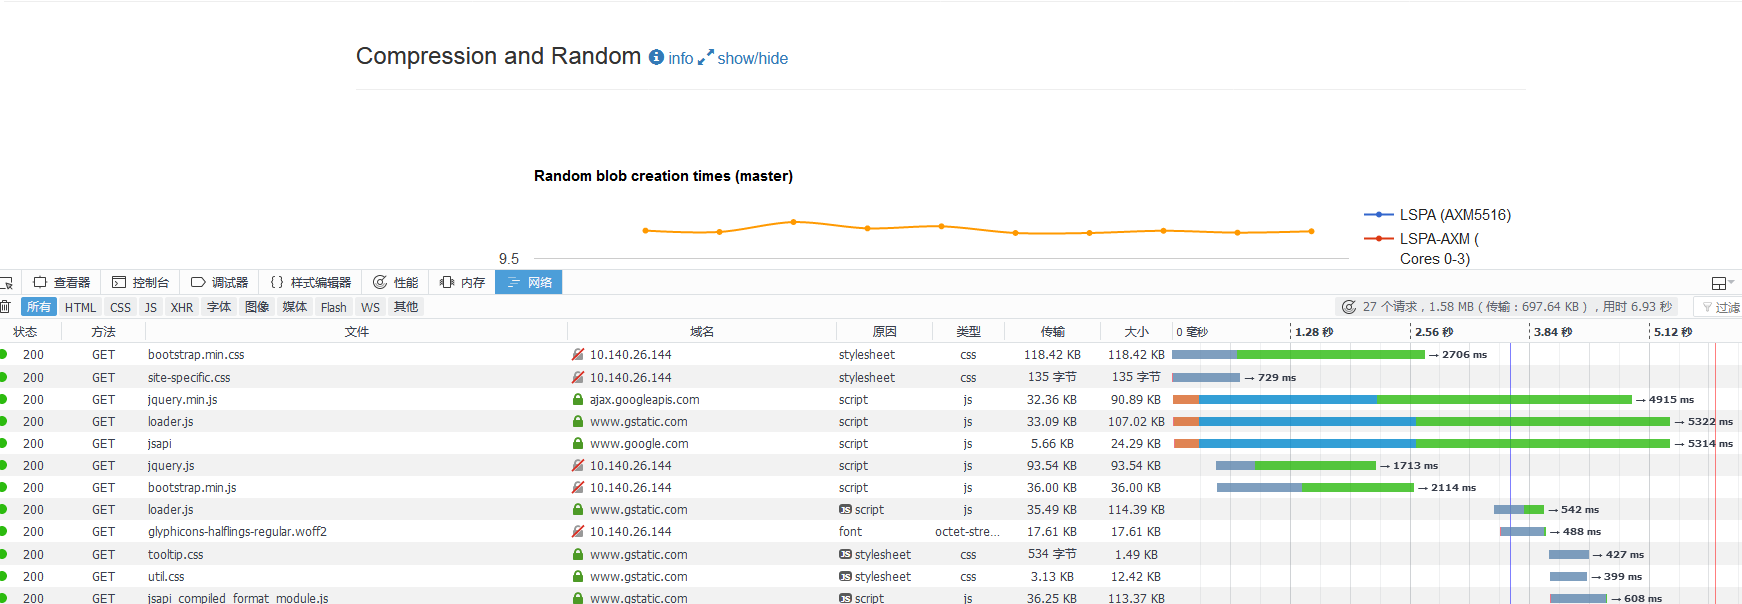 Compression and Random info show/hide
Random blob creation times (master)
LSPA (AXM5516)
LSPA-AXM (
Cores 0-3)
9.5
查看器 控制台 调试器 {} 样式编辑器 性能 内存 网络
所有 HTML CSS JS XHR 字体 图像 媒体 Flash WS 其他 27 个请求 , 1.58 MB ( 传输 : 697.64 KB ) , 用时 6.93 秒 过滤
状态 方法 文件 域名 原因 类型 传输 大小 0 毫秒 1.28 秒 2.56 秒 3.84 秒 5.12 秒
200 GET bootstrap.min.css 10.140.26.144 stylesheet css 118.42 KB 118.42 KB → 2706 ms
200 GET site-specific.css 10.140.26.144 stylesheet css 135 字节 135 字节 → 729 ms
200 GET jquery.min.js ajax.googleapis.com script js 32.36 KB 90.89 KB → 4915 ms
200 GET loader.js www.gstatic.com script js 33.09 KB 107.02 KB → 5322 ms
200 GET jsapi www.google.com script js 5.66 KB 24.29 KB → 5314 ms
200 GET jquery.js 10.140.26.144 script js 93.54 KB 93.54 KB → 1713 ms
200 GET bootstrap.min.js 10.140.26.144 script js 36.00 KB 36.00 KB → 2114 ms
200 GET loader.js www.gstatic.com JS script js 35.49 KB 114.39 KB → 542 ms
200 GET glyphicons-halflings-regular.woff2 10.140.26.144 font octet-stre... 17.61 KB 17.61 KB → 488 ms
200 GET tooltip.css www.gstatic.com JS stylesheet css 534 字节 1.49 KB → 427 ms
200 GET util.css www.gstatic.com JS stylesheet css 3.13 KB 12.42 KB → 399 ms
200 GET jsapi_compiled_format_module.js www.gstatic.com JS script js 36.25 KB 113.37 KB → 608 ms